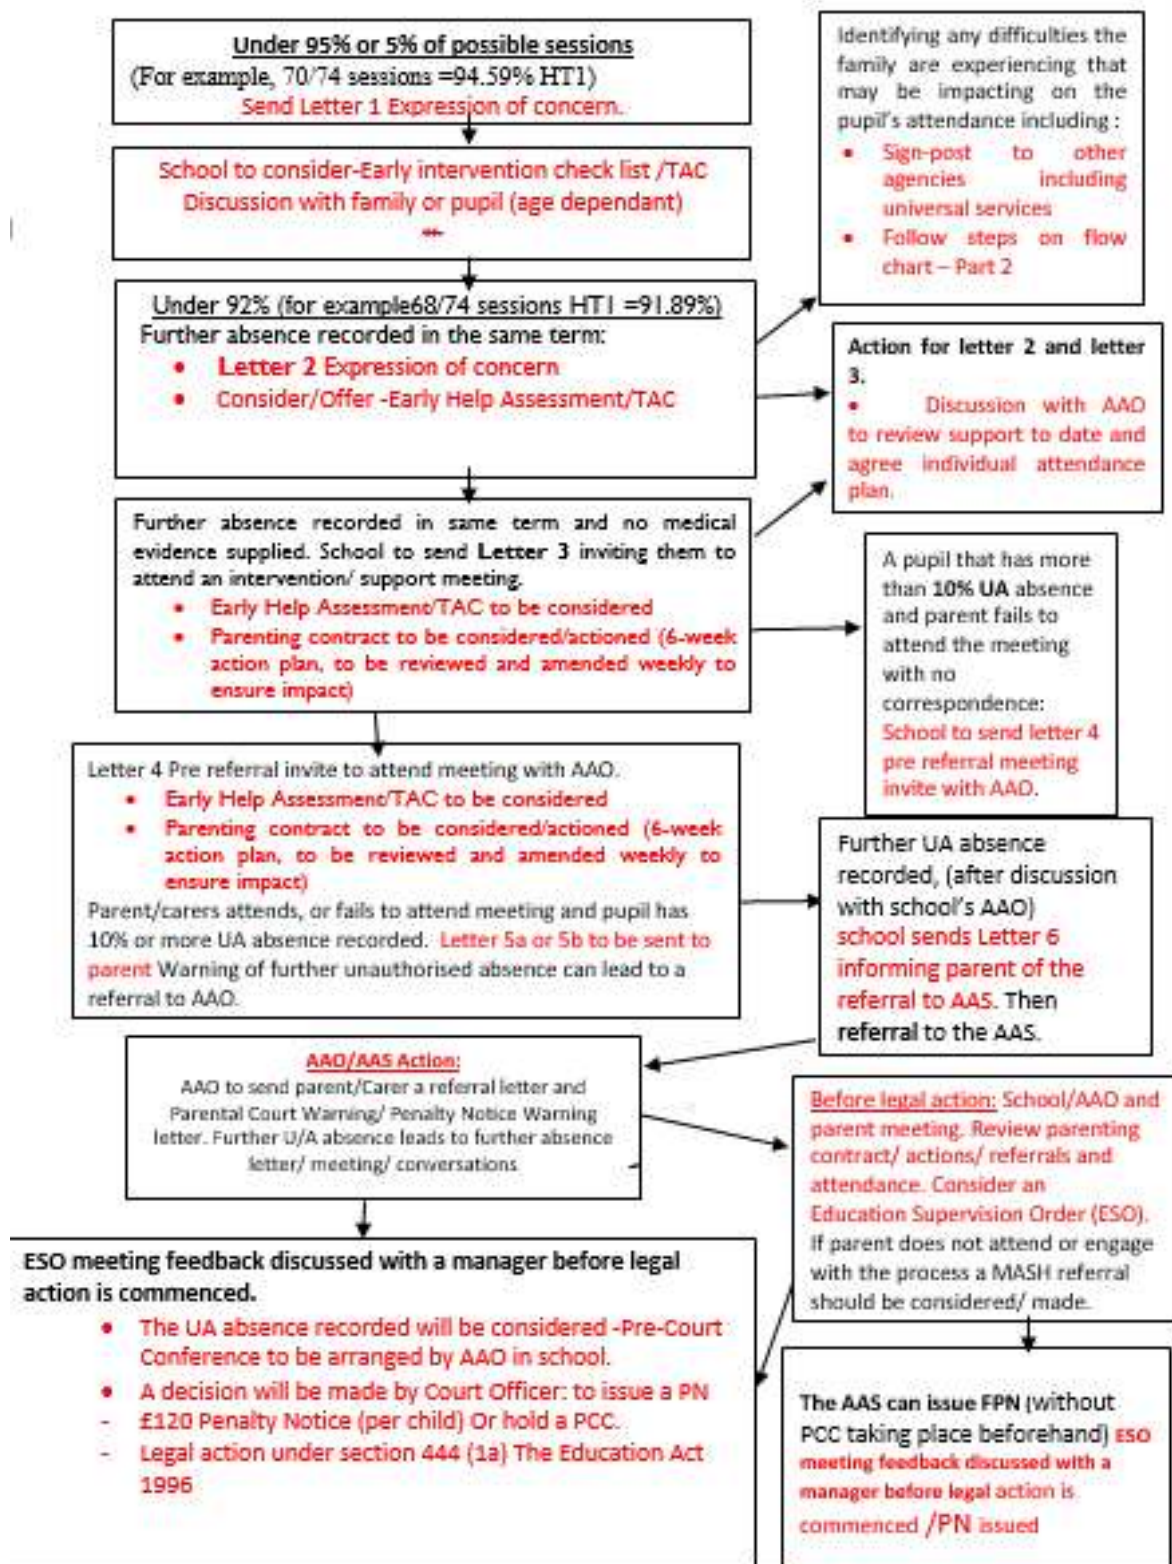 Under 95% or 5% of possible sessions
(For example, 70/74 sessions =94.59% HT1)
Send Letter 1 Expression of concern.
School to consider-Early intervention check list /TAC
Discussion with family or pupil (age dependant)
Identifying any difficulties the
family are experiencing that
may be impacting on the
pupil's attendance including :
• Sign-post to other
agencies including
universal services
• Follow steps on flow
chart – Part 2
Under 92% (for example68/74 sessions HT1 =91.89%)
Further absence recorded in the same term:
• Letter 2 Expression of concern
• Consider/Offer -Early Help Assessment/TAC
Action for letter 2 and letter
3.
• Discussion with AAO
to review support to date and
agree individual attendance
plan.
Further absence recorded in same term and no medical
evidence supplied. School to send Letter 3 inviting them to
attend an intervention/ support meeting.
• Early Help Assessment/TAC to be considered
• Parenting contract to be considered/actioned (6-week
action plan, to be reviewed and amended weekly to
ensure impact)
A pupil that has more
than 10% UA absence
and parent fails to
attend the meeting
with no
correspondence:
School to send letter 4
pre referral meeting
invite with AAO.
Letter 4 Pre referral invite to attend meeting with AAO.
• Early Help Assessment/TAC to be considered
• Parenting contract to be considered/actioned (6-week
action plan, to be reviewed and amended weekly to
ensure impact)
Parent/carers attends, or fails to attend meeting and pupil has
10% or more UA absence recorded. Letter 5a or 5b to be sent to
parent Warning of further unauthorised absence can lead to a
referral to AAO.
Further UA absence
recorded, (after discussion
with school's AAO)
school sends Letter 6
informing parent of the
referral to AAS. Then
referral to the AAS.
AAO/AAS Action:
AAO to send parent/Carer a referral letter and
Parental Court Warning/ Penalty Notice Warning
letter. Further U/A absence leads to further absence
letter/ meeting/ conversations
Before legal action: School/AAO and
parent meeting. Review parenting
contract/ actions/ referrals and
attendance. Consider an
Education Supervision Order (ESO).
If parent does not attend or engage
with the process a MASH referral
should be considered/ made.
ESO meeting feedback discussed with a manager before legal
action is commenced.
• The UA absence recorded will be considered -Pre-Court
Conference to be arranged by AAO in school.
• A decision will be made by Court Officer: to issue a PN
- £120 Penalty Notice (per child) Or hold a PCC.
- Legal action under section 444 (1a) The Education Act
1996
The AAS can issue FPN (without
PCC taking place beforehand) ESO
meeting feedback discussed with a
manager before legal action is
commenced /PN issued